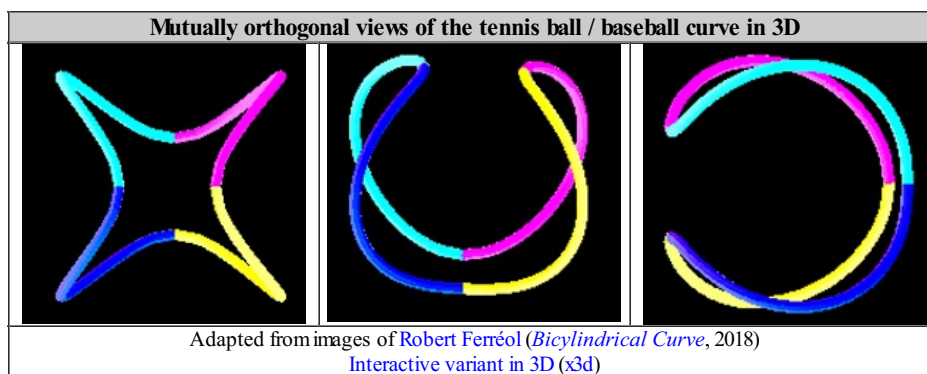 Mutually orthogonal views of the tennis ball / baseball curve in 3D
Adapted from images of Robert Ferréol (Bicylindrical Curve, 2018)
Interactive variant in 3D (x3d)